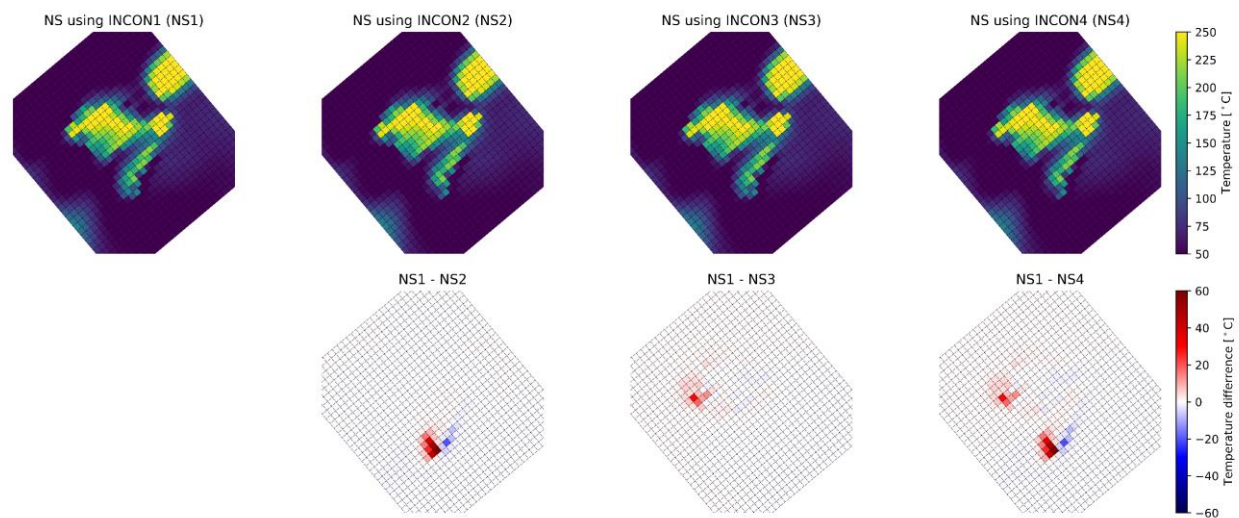 NS using INCON1 (NS1)
NS using INCON2 (NS2)
NS using INCON3 (NS3)
NS using INCON4 (NS4)
250
225
200
175
150
125
100
75
50
Temperature [°C]
NS1 - NS2
NS1 - NS3
NS1 - NS4
60
40
20
0
−20
−40
−60
Temperature differrence [°C]